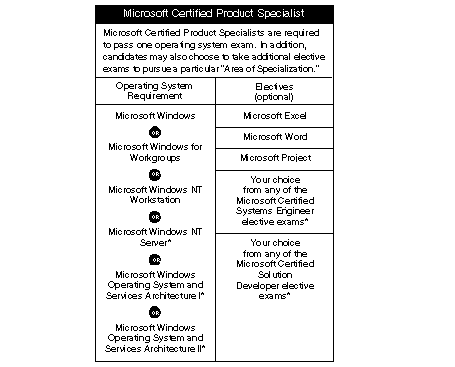 Microsoft Certified Product Specialist
Microsoft Certified Product Specialists are required
to pass one operating system exam. In addition,
candidates may also choose to take additional elective
exams to pursue a particular "Area of Specialization."
Operating System
Requirement
Microsoft Windows
OR
Microsoft Windows for
Workgroups
OR
Microsoft Windows NT
Workstation
OR
Microsoft Windows NT
Server*
OR
Microsoft Windows
Operating System and
Services Architecture I*
OR
Microsoft Windows
Operating System and
Services Architecture II*
Electives
(optional)
Microsoft Excel
Microsoft Word
Microsoft Project
Your choice
from any of the
Microsoft Certified
Systems Engineer
elective exams*
Your choice
from any of the
Microsoft Certified
Solution
Developer elective
exams*